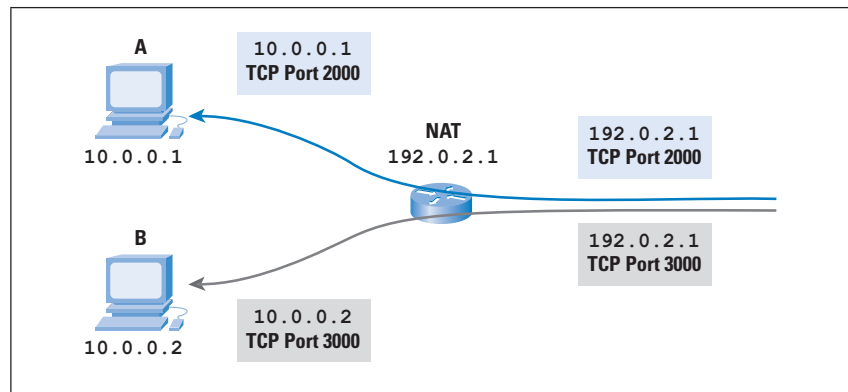 A
10.0.0.1
10.0.0.1
TCP Port 2000
NAT
192.0.2.1
192.0.2.1
TCP Port 2000
192.0.2.1
TCP Port 3000
B
10.0.0.2
10.0.0.2
TCP Port 3000